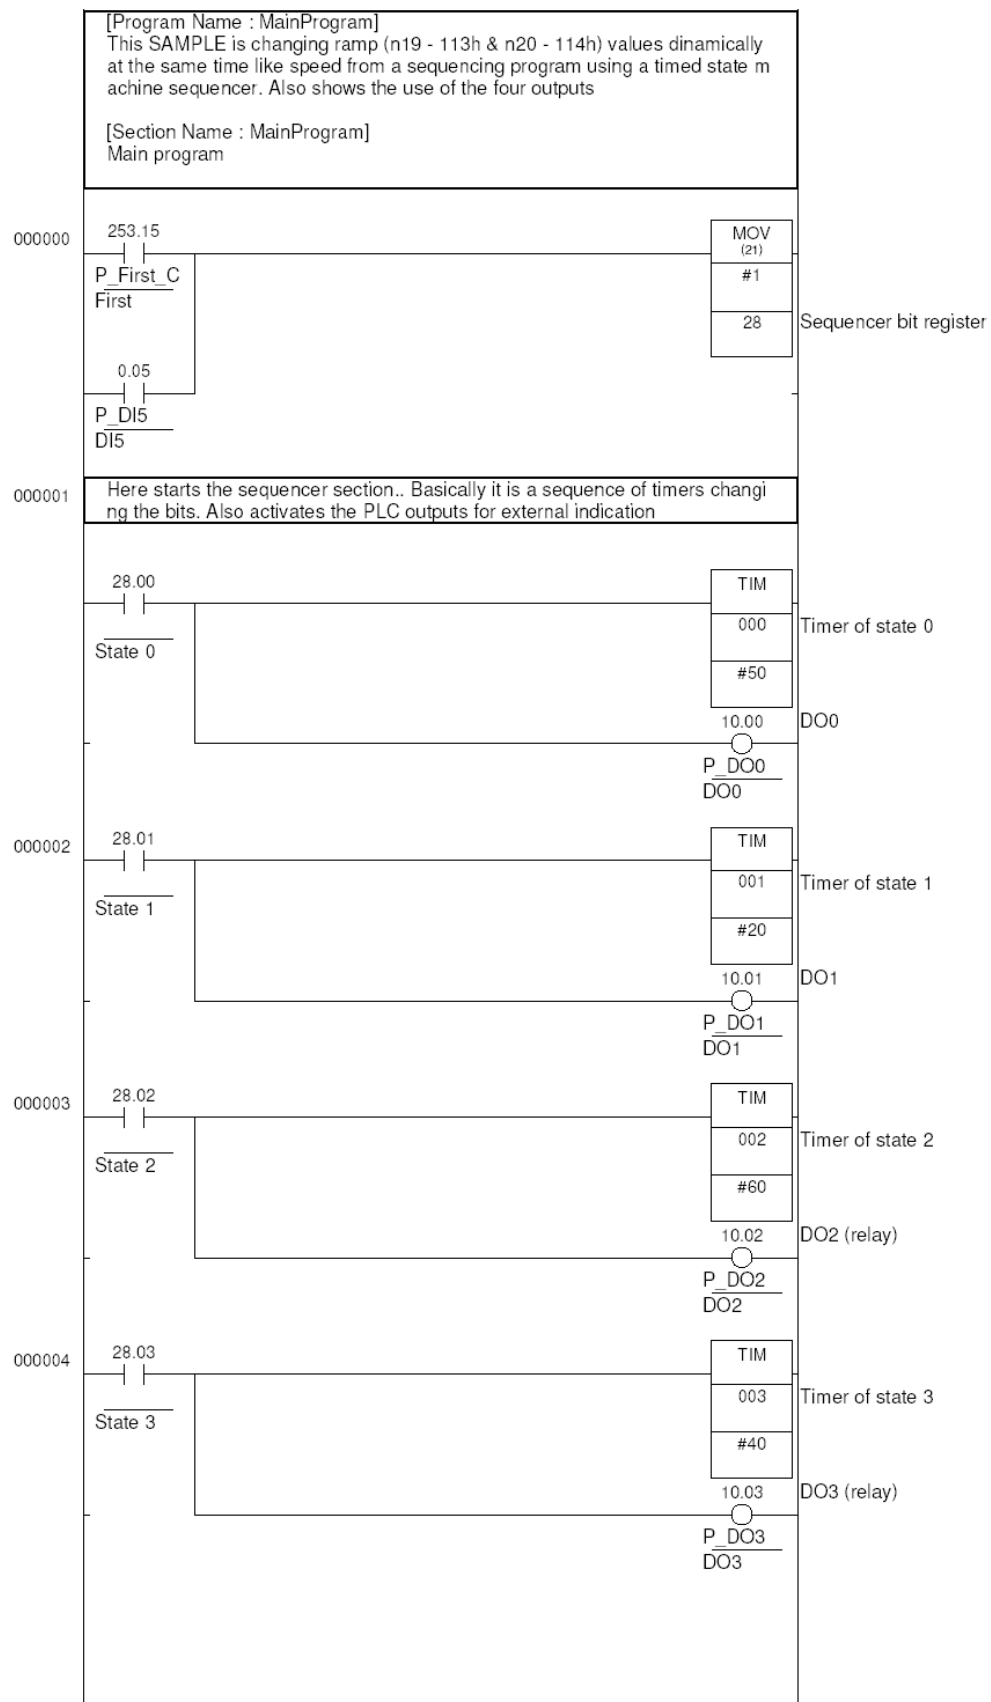 [Program Name : MainProgram]
This SAMPLE is changing ramp (n19 - 113h & n20 - 114h) values dinamically
at the same time like speed from a sequencing program using a timed state m
achine sequencer. Also shows the use of the four outputs
[Section Name : MainProgram]
Main program
000000
253.15
P_First_C
First
MOV
(21)
#1
28
Sequencer bit register
0.05
P_DI5
DI5
000001
Here starts the sequencer section.. Basically it is a sequence of timers changi
ng the bits. Also activates the PLC outputs for external indication
28.00
State 0
TIM
000
Timer of state 0
#50
10.00
DO0
P_DO0
DO0
000002
28.01
State 1
TIM
001
Timer of state 1
#20
10.01
DO1
P_DO1
DO1
000003
28.02
State 2
TIM
002
Timer of state 2
#60
10.02
DO2 (relay)
P_DO2
DO2
000004
28.03
State 3
TIM
003
Timer of state 3
#40
10.03
DO3 (relay)
P_DO3
DO3